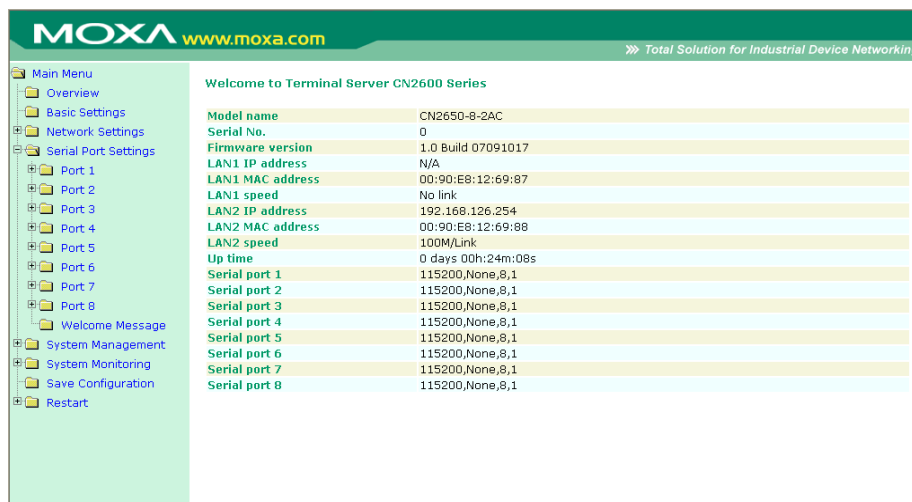 MOXA www.moxa.com
Total Solution for Industrial Device Networkin
Main Menu
Overview
Basic Settings
Network Settings
Serial Port Settings
Port 1
Port 2
Port 3
Port 4
Port 5
Port 6
Port 7
Port 8
Welcome Message
System Management
System Monitoring
Save Configuration
Restart
Welcome to Terminal Server CN2600 Series
Model name CN2650-8-2AC
Serial No. 0
Firmware version 1.0 Build 07091017
LAN1 IP address N/A
LAN1 MAC address 00:90:E8:12:69:87
LAN1 speed No link
LAN2 IP address 192.168.126.254
LAN2 MAC address 00:90:E8:12:69:88
LAN2 speed 100M/Link
Up time 0 days 00h:24m:08s
Serial port 1 115200,None,8,1
Serial port 2 115200,None,8,1
Serial port 3 115200,None,8,1
Serial port 4 115200,None,8,1
Serial port 5 115200,None,8,1
Serial port 6 115200,None,8,1
Serial port 7 115200,None,8,1
Serial port 8 115200,None,8,1